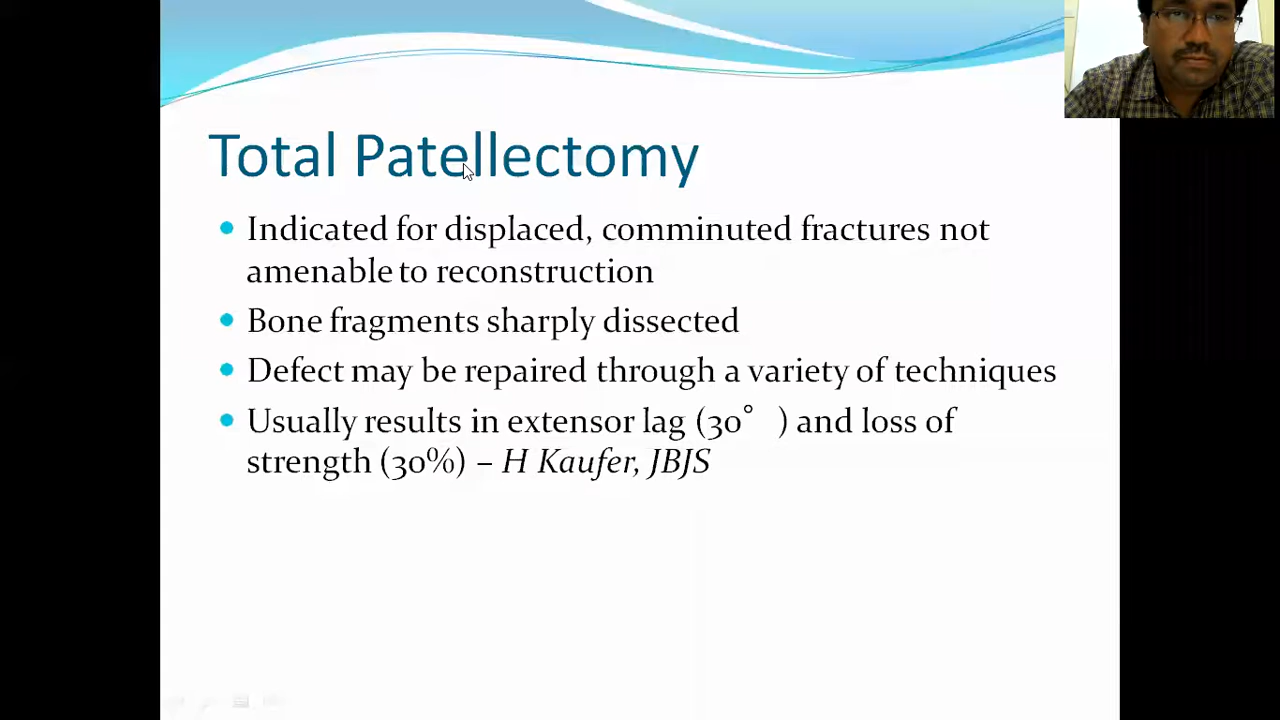 Total Patellectomy
Indicated for displaced, comminuted fractures not
amenable to reconstruction
Bone fragments sharply dissected
Defect may be repaired through a variety of techniques
Usually results in extensor lag (30° ) and loss of
strength (30%) – H Kaufer, JBJS